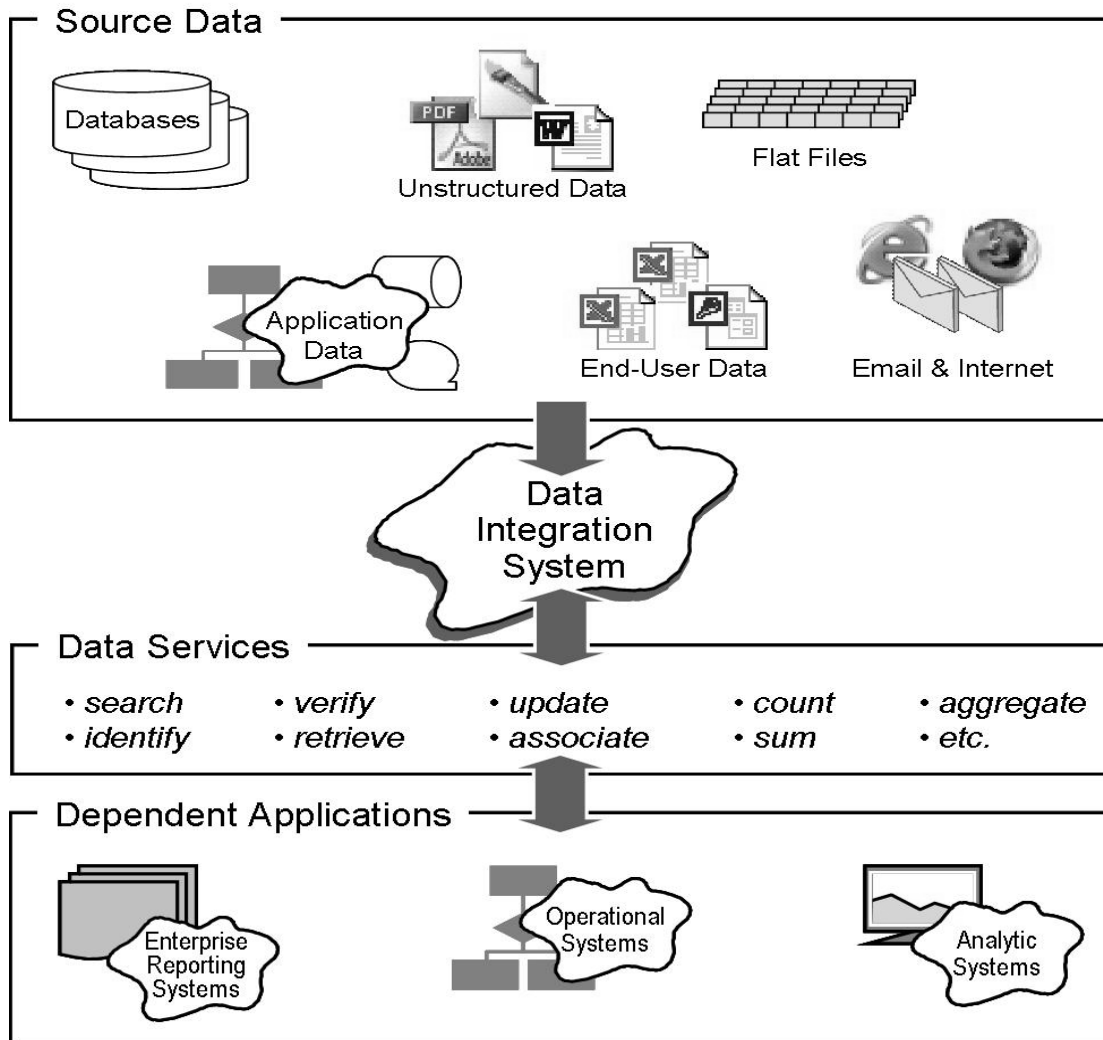 Source Data
Databases
PDF
Adobe
W
Unstructured Data
Flat Files
Application
Data
End-User Data
e
Email & Internet
Data
Integration
System
Data Services
• search
• verify
• update
• count
• aggregate
• identify
• retrieve
• associate
• sum
• etc.
Dependent Applications
Enterprise
Reporting
Systems
Operational
Systems
Analytic
Systems